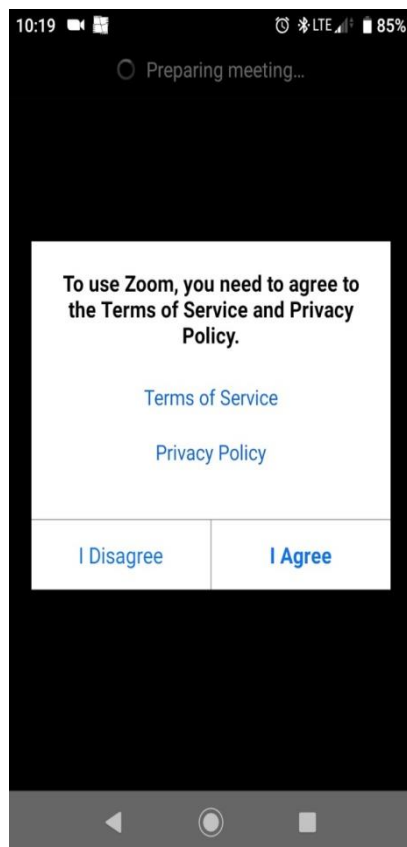 10:19 LTE 85%
Preparing meeting...
To use Zoom, you need to agree to
the Terms of Service and Privacy
Policy.
Terms of Service
Privacy Policy
I Disagree I Agree